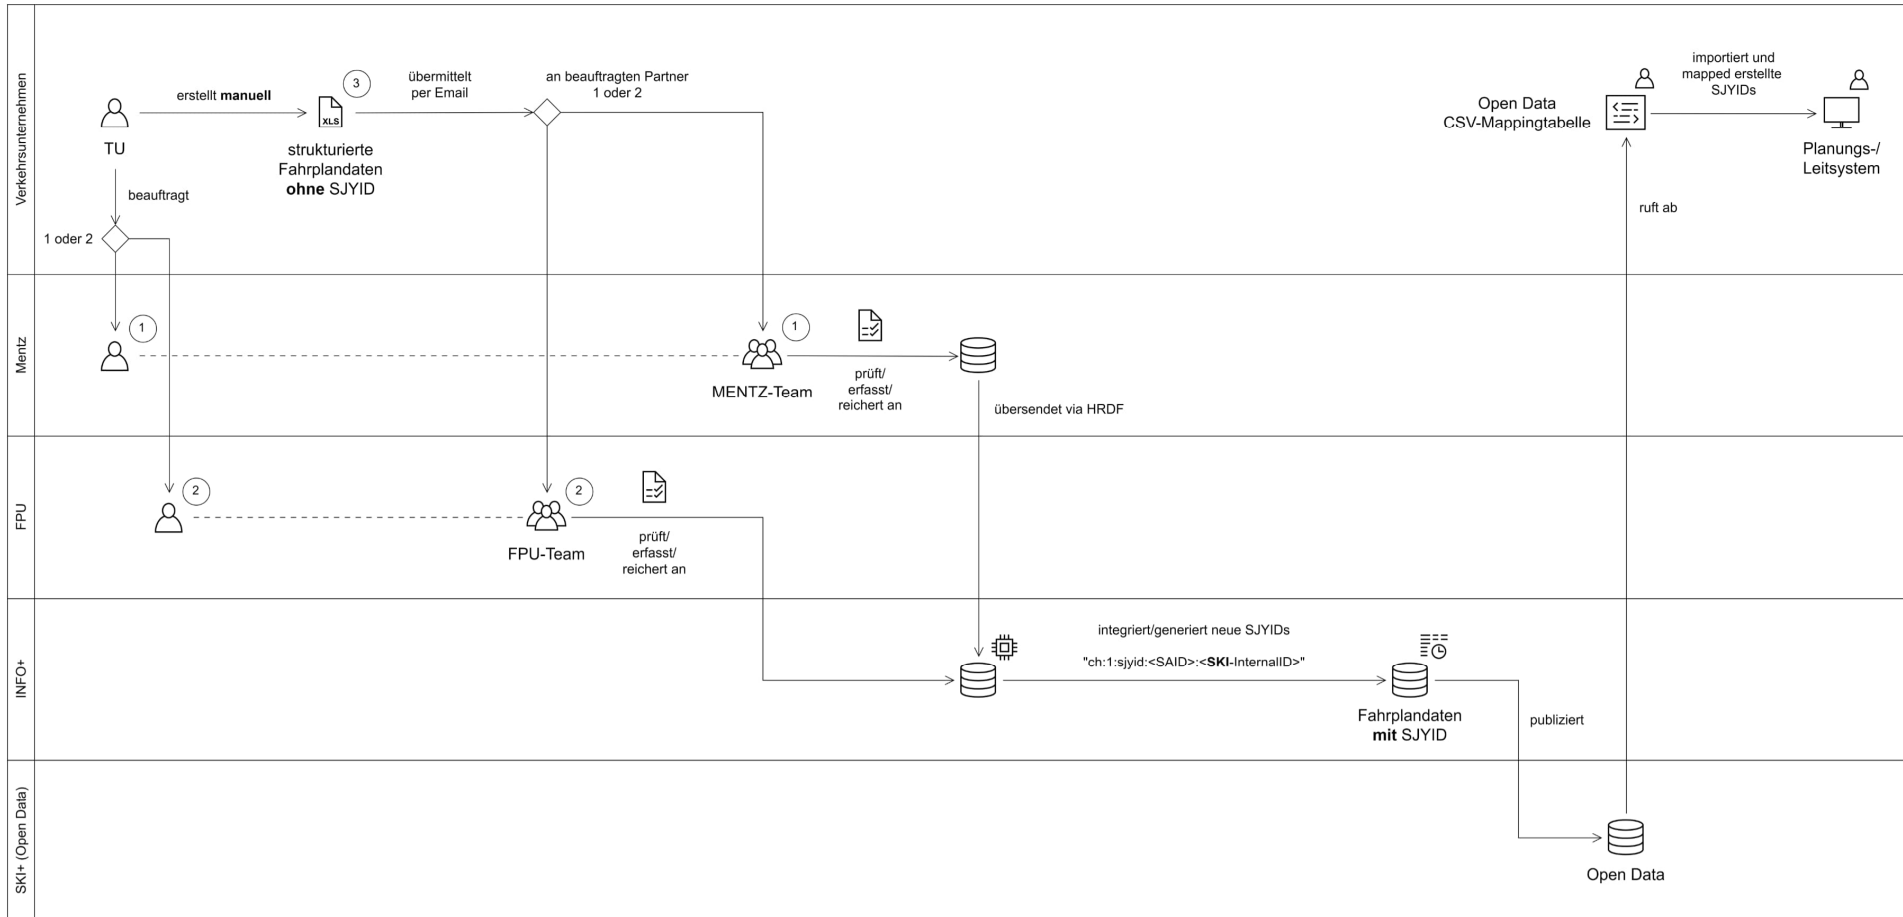 Verkehrsunternehmen
TU
erstellt manuell
XLS
3
strukturierte
Fahrplandaten
ohne SJYID
übermittelt
per Email
an beauftragten Partner
1 oder 2
beauftragt
1 oder 2
Open Data
CSV-Mappingtabelle
importiert und
mapped erstellte
SJYIDs
Planungs-/
Leitsystem
ruft ab
Mentz
1
1
MENTZ-Team
prüft/
erfasst/
reichert an
übersendet via HRDF
FPU
2
2
FPU-Team
prüft/
erfasst/
reichert an
INFO+
integriert/generiert neue SJYIDs
"ch:1:sjyid:<SAID>:<SKI-InternalID>"
Fahrplandaten
mit SJYID
publiziert
SKI+ (Open Data)
Open Data